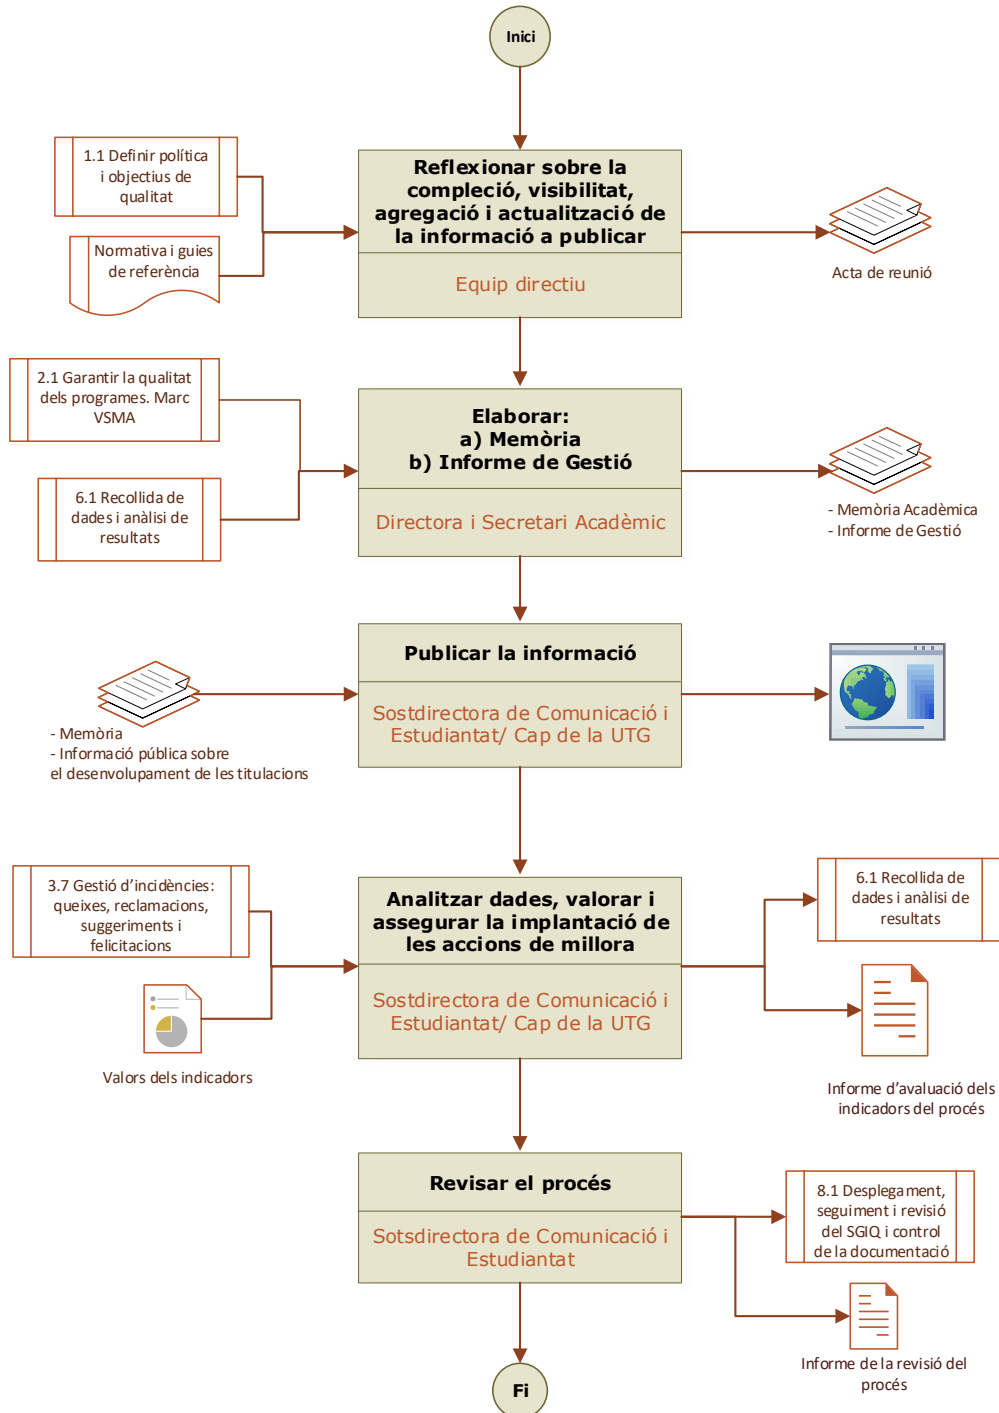 Inici
1.1 Definir política
i objectius de
qualitat
Normativa i guies
de referència
Reflexionar sobre la
compleció, visibilitat,
agregació i actualització de
la informació a publicar
Equip directiu
Acta de reunió
2.1 Garantir la qualitat
dels programes. Marc
VSMA
6.1 Recollida de
dades i anàlisi de
resultats
Elaborar:
a) Memòria
b) Informe de Gestió
Directora i Secretari Acadèmic
- Memòria Acadèmica
- Informe de Gestió
- Memòria
- Informació pública sobre
el desenvolupament de les titulacions
Publicar la informació
Sostdirectora de Comunicació i
Estudiantat/ Cap de la UTG
3.7 Gestió d’incidències:
queixes, reclamacions,
suggeriments i
felicitacions
Valors dels indicadors
Analitzar dades, valorar i
assegurar la implantació de
les accions de millora
Sostdirectora de Comunicació i
Estudiantat/ Cap de la UTG
6.1 Recollida de
dades i anàlisi de
resultats
Informe d’avaluació dels
indicadors del procés
Revisar el procés
Sotsdirectora de Comunicació i
Estudiantat
8.1 Desplegament,
seguiment i revisió
del SGIQ i control
de la documentació
Informe de la revisió del
procés
Fi